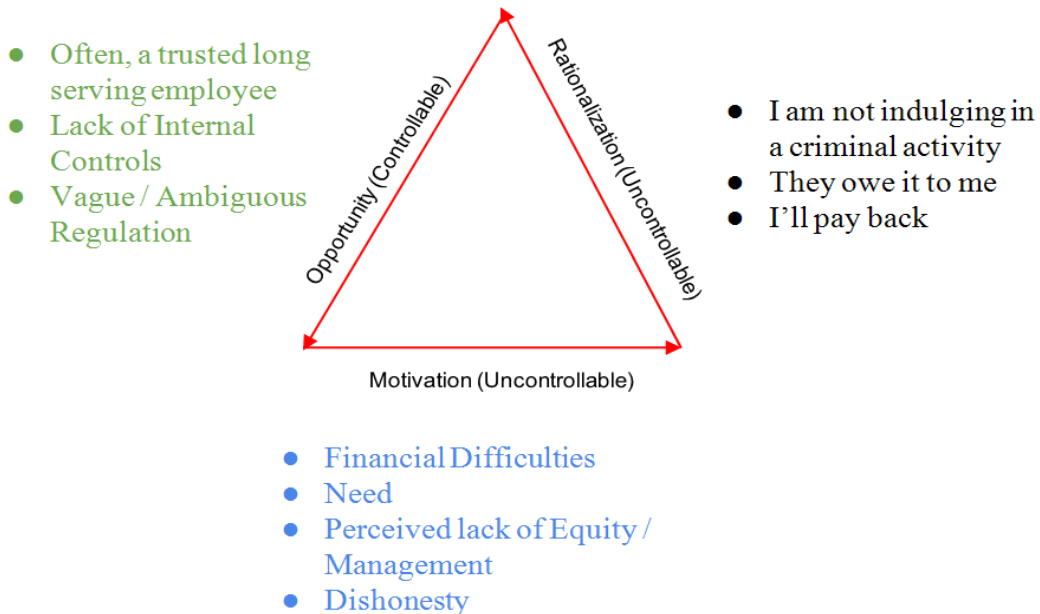 ● Often, a trusted long
serving employee
● Lack of Internal
Controls
● Vague / Ambiguous
Regulation
Opportunity (Controllable)
Rationalization (Uncontrollable)
● I am not indulging in
a criminal activity
● They owe it to me
● I’ll pay back
Motivation (Uncontrollable)
● Financial Difficulties
● Need
● Perceived lack of Equity /
Management
● Dishonesty